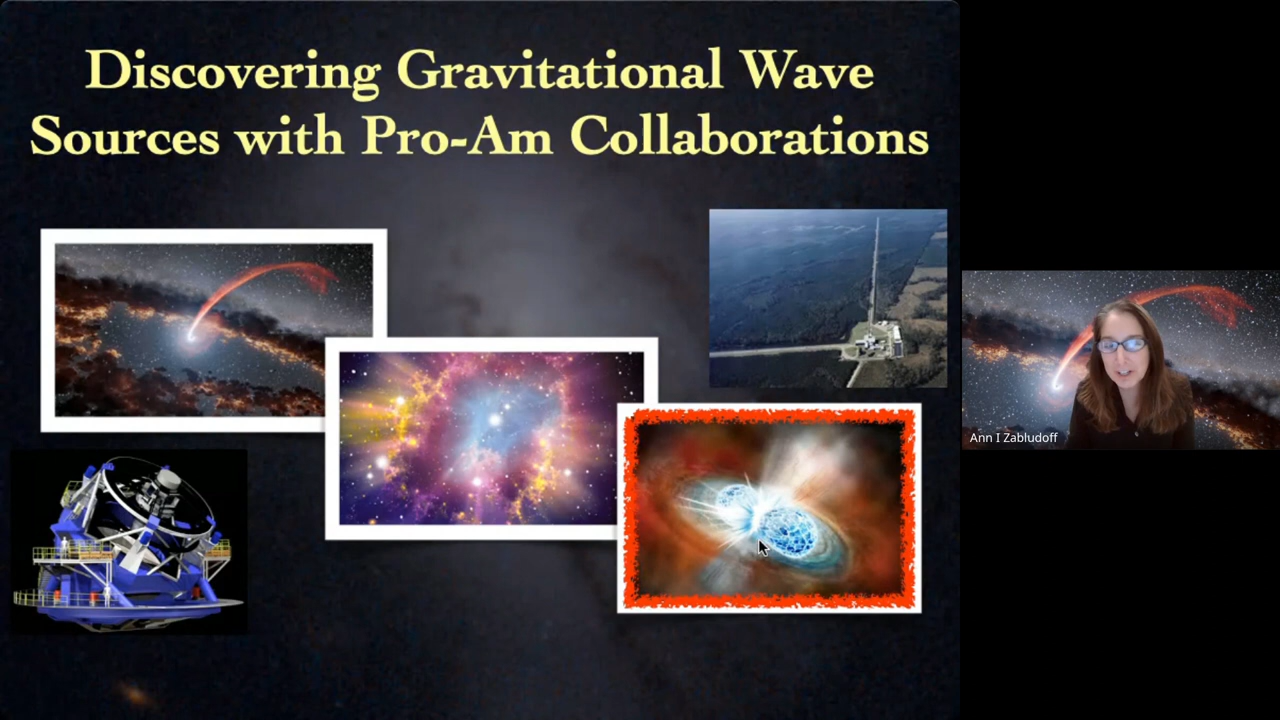 Discovering Gravitational Wave
Sources with Pro-Am Collaborations
Ann I Zabludoff